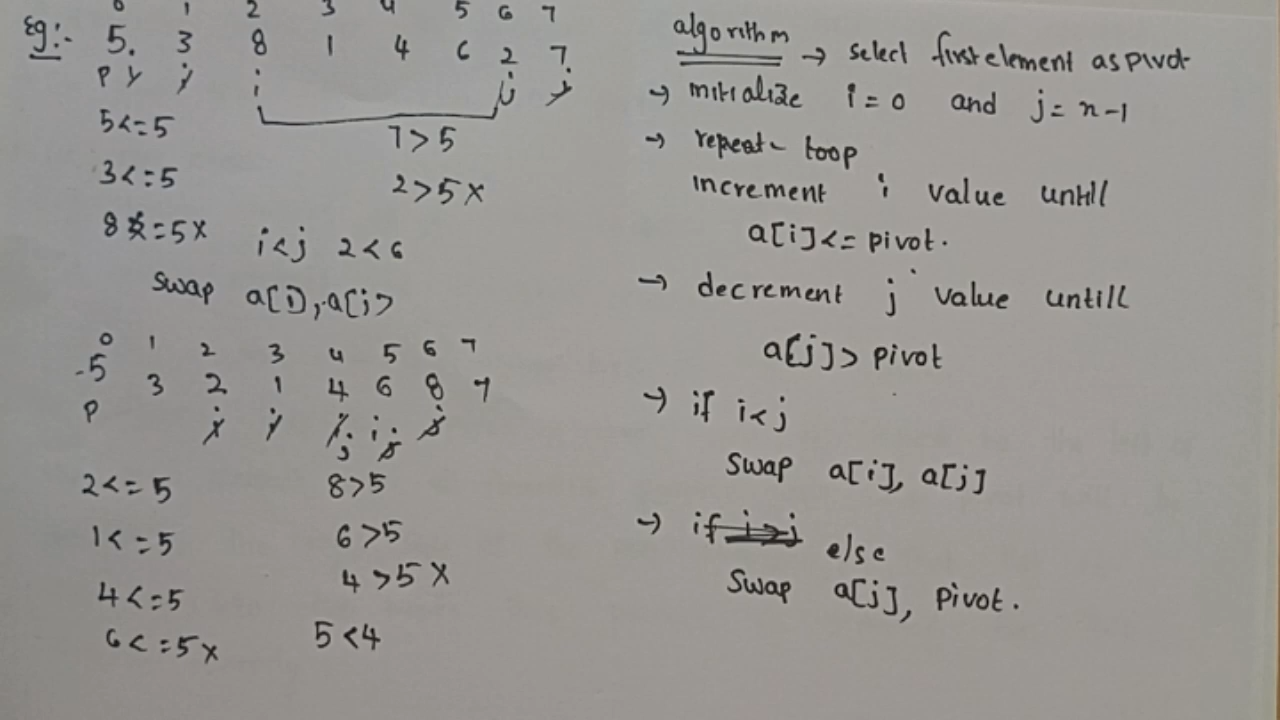 0 1 2 3 4 5 6 7
Eg:- 5. 3 8 1 4 6 2 7
P i i i j j
5<=5
7>5
3<=5
2>5 x
8<=5x
i<j 2<6
Swap a[i], a[j]
0 1 2 3 4 5 6 7
5 3 2 1 4 6 8 7
P i i i j i j j
2<=5 8>5
1<=5 6>5
4<=5 4>5 x
6<=5x 5<4
algorithm → select first element as pivot
→ initialize i=0 and j=n-1
→ repeat- loop
increment i value untill
a[i]<= pivot.
→ decrement j value untill
a[j]> pivot
→ if i<j
Swap a[i], a[j]
→ if i>j else
Swap a[j], pivot.